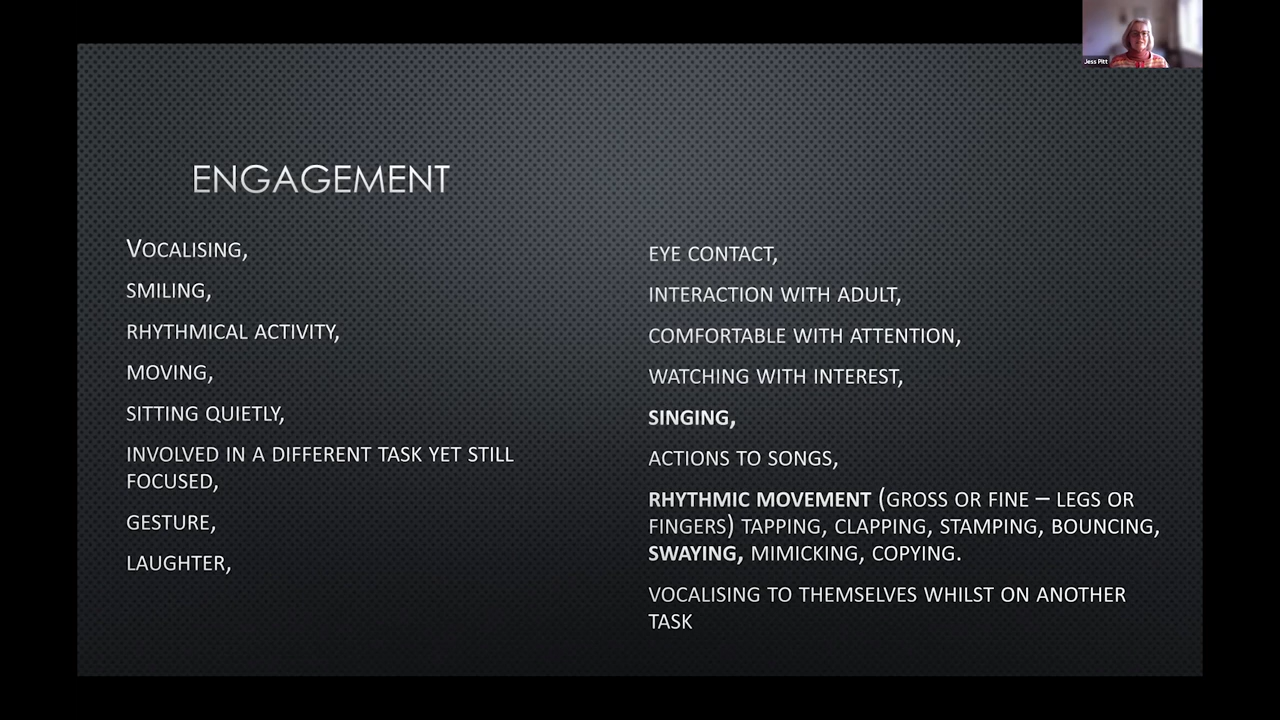 Jess Pitt
ENGAGEMENT
VOCALISING,
SMILING,
RHYTHMICAL ACTIVITY,
MOVING,
SITTING QUIETLY,
INVOLVED IN A DIFFERENT TASK YET STILL
FOCUSED,
GESTURE,
LAUGHTER,
EYE CONTACT,
INTERACTION WITH ADULT,
COMFORTABLE WITH ATTENTION,
WATCHING WITH INTEREST,
SINGING,
ACTIONS TO SONGS,
RHYTHMIC MOVEMENT (GROSS OR FINE – LEGS OR
FINGERS) TAPPING, CLAPPING, STAMPING, BOUNCING,
SWAYING, MIMICKING, COPYING.
VOCALISING TO THEMSELVES WHILST ON ANOTHER
TASK